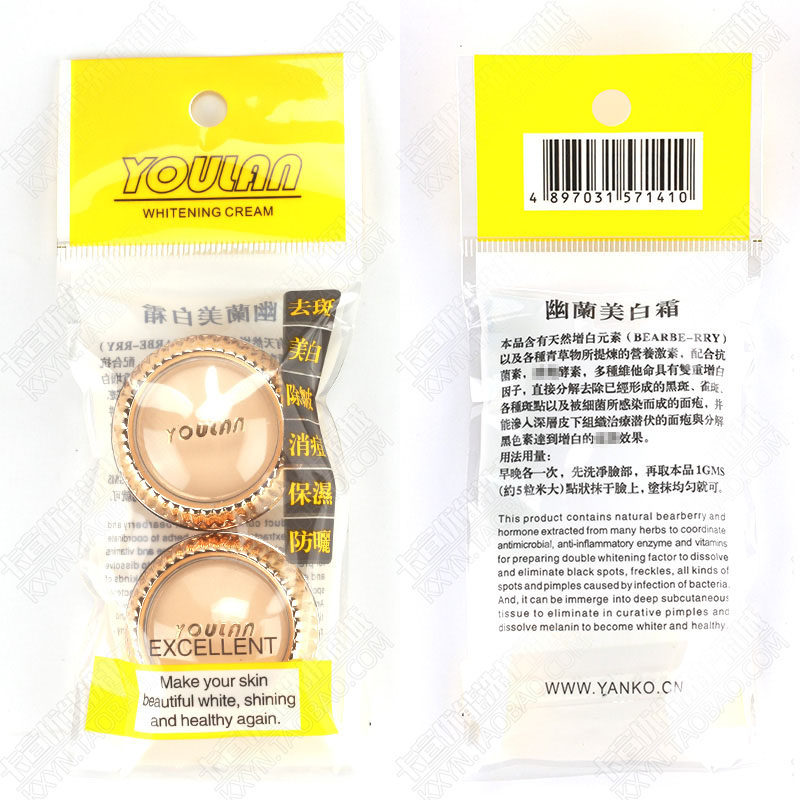 YOULAN
WHITENING CREAM
去斑
美白
除皺
消痘
保濕
防曬
YOULAN
YOULAN
EXCELLENT
Make your skin
beautiful white, shining
and healthy again.
4 897031 571410
幽蘭美白霜
本品含有天然增白元素（BEARBE-RRY）
以及各種青草物所提煉的營養激素，配合抗
菌素，酵素，多種維他命具有雙重增白
因子，直接分解去除已經形成的黑斑、雀斑、
各種斑點以及被細菌所感染而成的面疱，并
能滲入深層皮下組織治療潛伏的面疱與分解
黑色素達到增白的效果。
用法用量：
早晚各一次，先洗淨臉部，再取本品1GMS
（約5粒米大）點狀抹于臉上，塗抹均勻就可。
This product contains natural bearberry and
hormone extracted from many herbs to coordinate
antimicrobial, anti-inflammatory enzyme and vitamins
for preparing double whitening factor to dissolve
and eliminate black spots, freckles, all kinds of
spots and pimples caused by infection of bacteria.
And, it can be immerge into deep subcutaneous
tissue to eliminate in curative pimples and
dissolve melanin to become whiter and healthy.
WWW.YANKO.CN